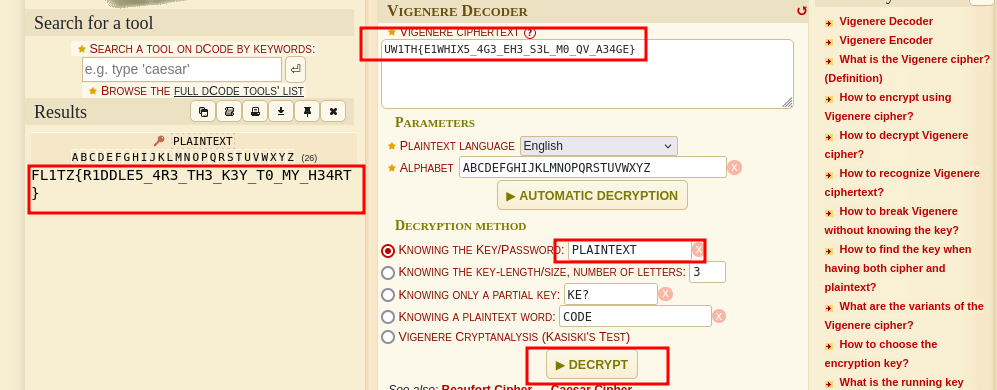 Search for a tool
★ Search a tool on dCode by keywords:
e.g. type 'caesar'
★ Browse the full dCode tools' list
Results
PLAINTEXT
ABCDEFGHIJKLMNOPQRSTUVWXYZ (26)
FL1TZ{R1DDLE5_4R3_TH3_K3Y_T0_MY_H34RT
}
Vigenere Decoder
★ Vigenere ciphertext ?
UW1TH{E1WHIX5_4G3_EH3_S3L_M0_QV_A34GE}
Parameters
★ Plaintext language English
★ Alphabet ABCDEFGHIJKLMNOPQRSTUVWXYZ X
▶ AUTOMATIC DECRYPTION
Decryption method
Knowing the Key/Password: PLAINTEXT X
Knowing the key-length/size, number of letters: 3
Knowing only a partial key: KE? X
Knowing a plaintext word: CODE X
Vigenere Cryptanalysis (Kasiski's Test)
▶ DECRYPT
See also: Beaufort Cipher — Caesar Cipher
Vigenere Decoder
Vigenere Encoder
What is the Vigenere cipher?
(Definition)
How to encrypt using
Vigenere cipher?
How to decrypt Vigenere
cipher?
How to recognize Vigenere
ciphertext?
How to break Vigenere
without knowing the key?
How to find the key when
having both cipher and
plaintext?
What are the variants of the
Vigenere cipher?
How to choose the
encryption key?
What is the running key